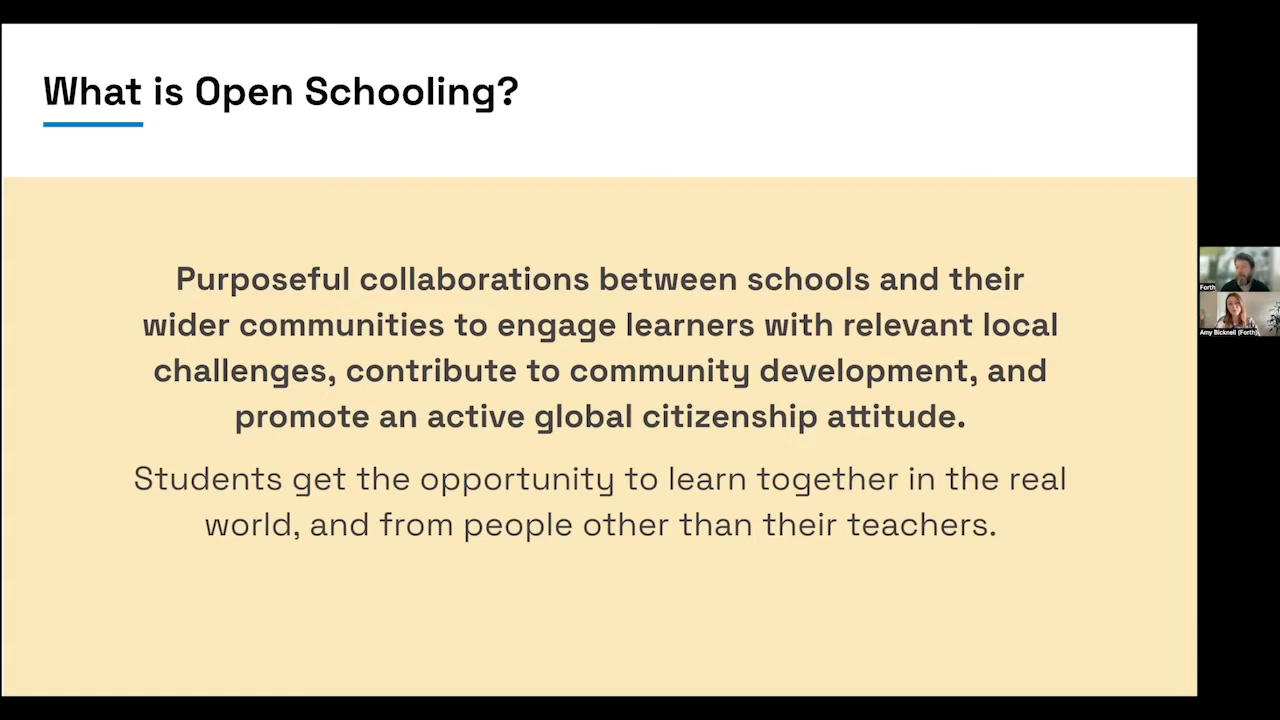 What is Open Schooling?
Purposeful collaborations between schools and their
wider communities to engage learners with relevant local
challenges, contribute to community development, and
promote an active global citizenship attitude.
Students get the opportunity to learn together in the real
world, and from people other than their teachers.
Forth
Amy Bicknell (Forth)